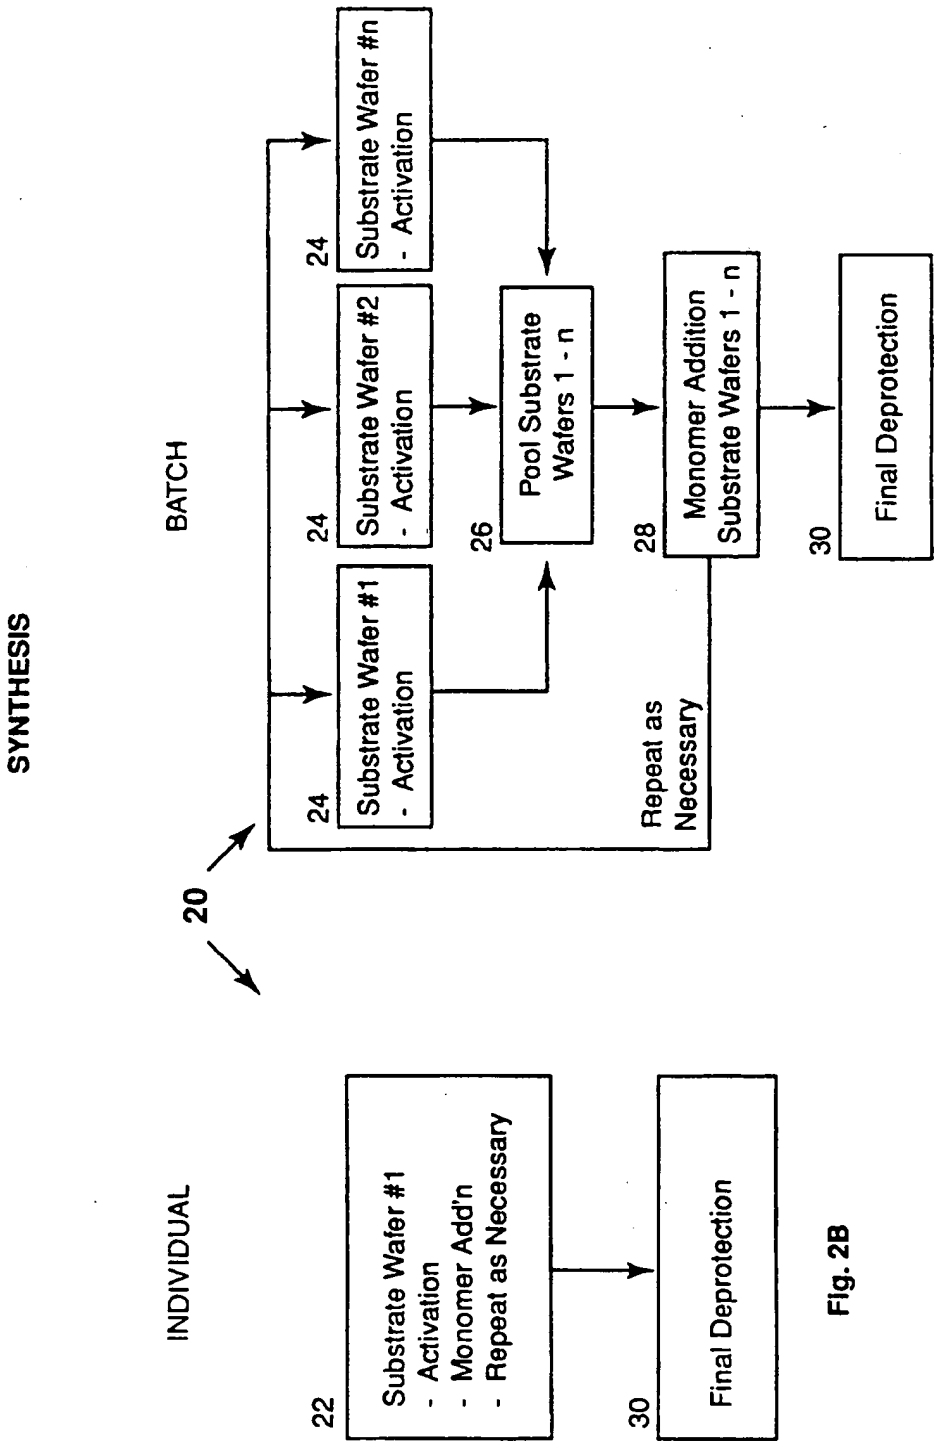 SYNTHESIS
INDIVIDUAL
BATCH
20
22
Substrate Wafer #1
- Activation
- Monomer Add'n
- Repeat as Necessary
30
Final Deprotection
24
Substrate Wafer #1
- Activation
24
Substrate Wafer #2
- Activation
24
Substrate Wafer #n
- Activation
26
Pool Substrate
Wafers 1 - n
28
Monomer Addition
Substrate Wafers 1 - n
Repeat as
Necessary
30
Final Deprotection
Fig. 2B